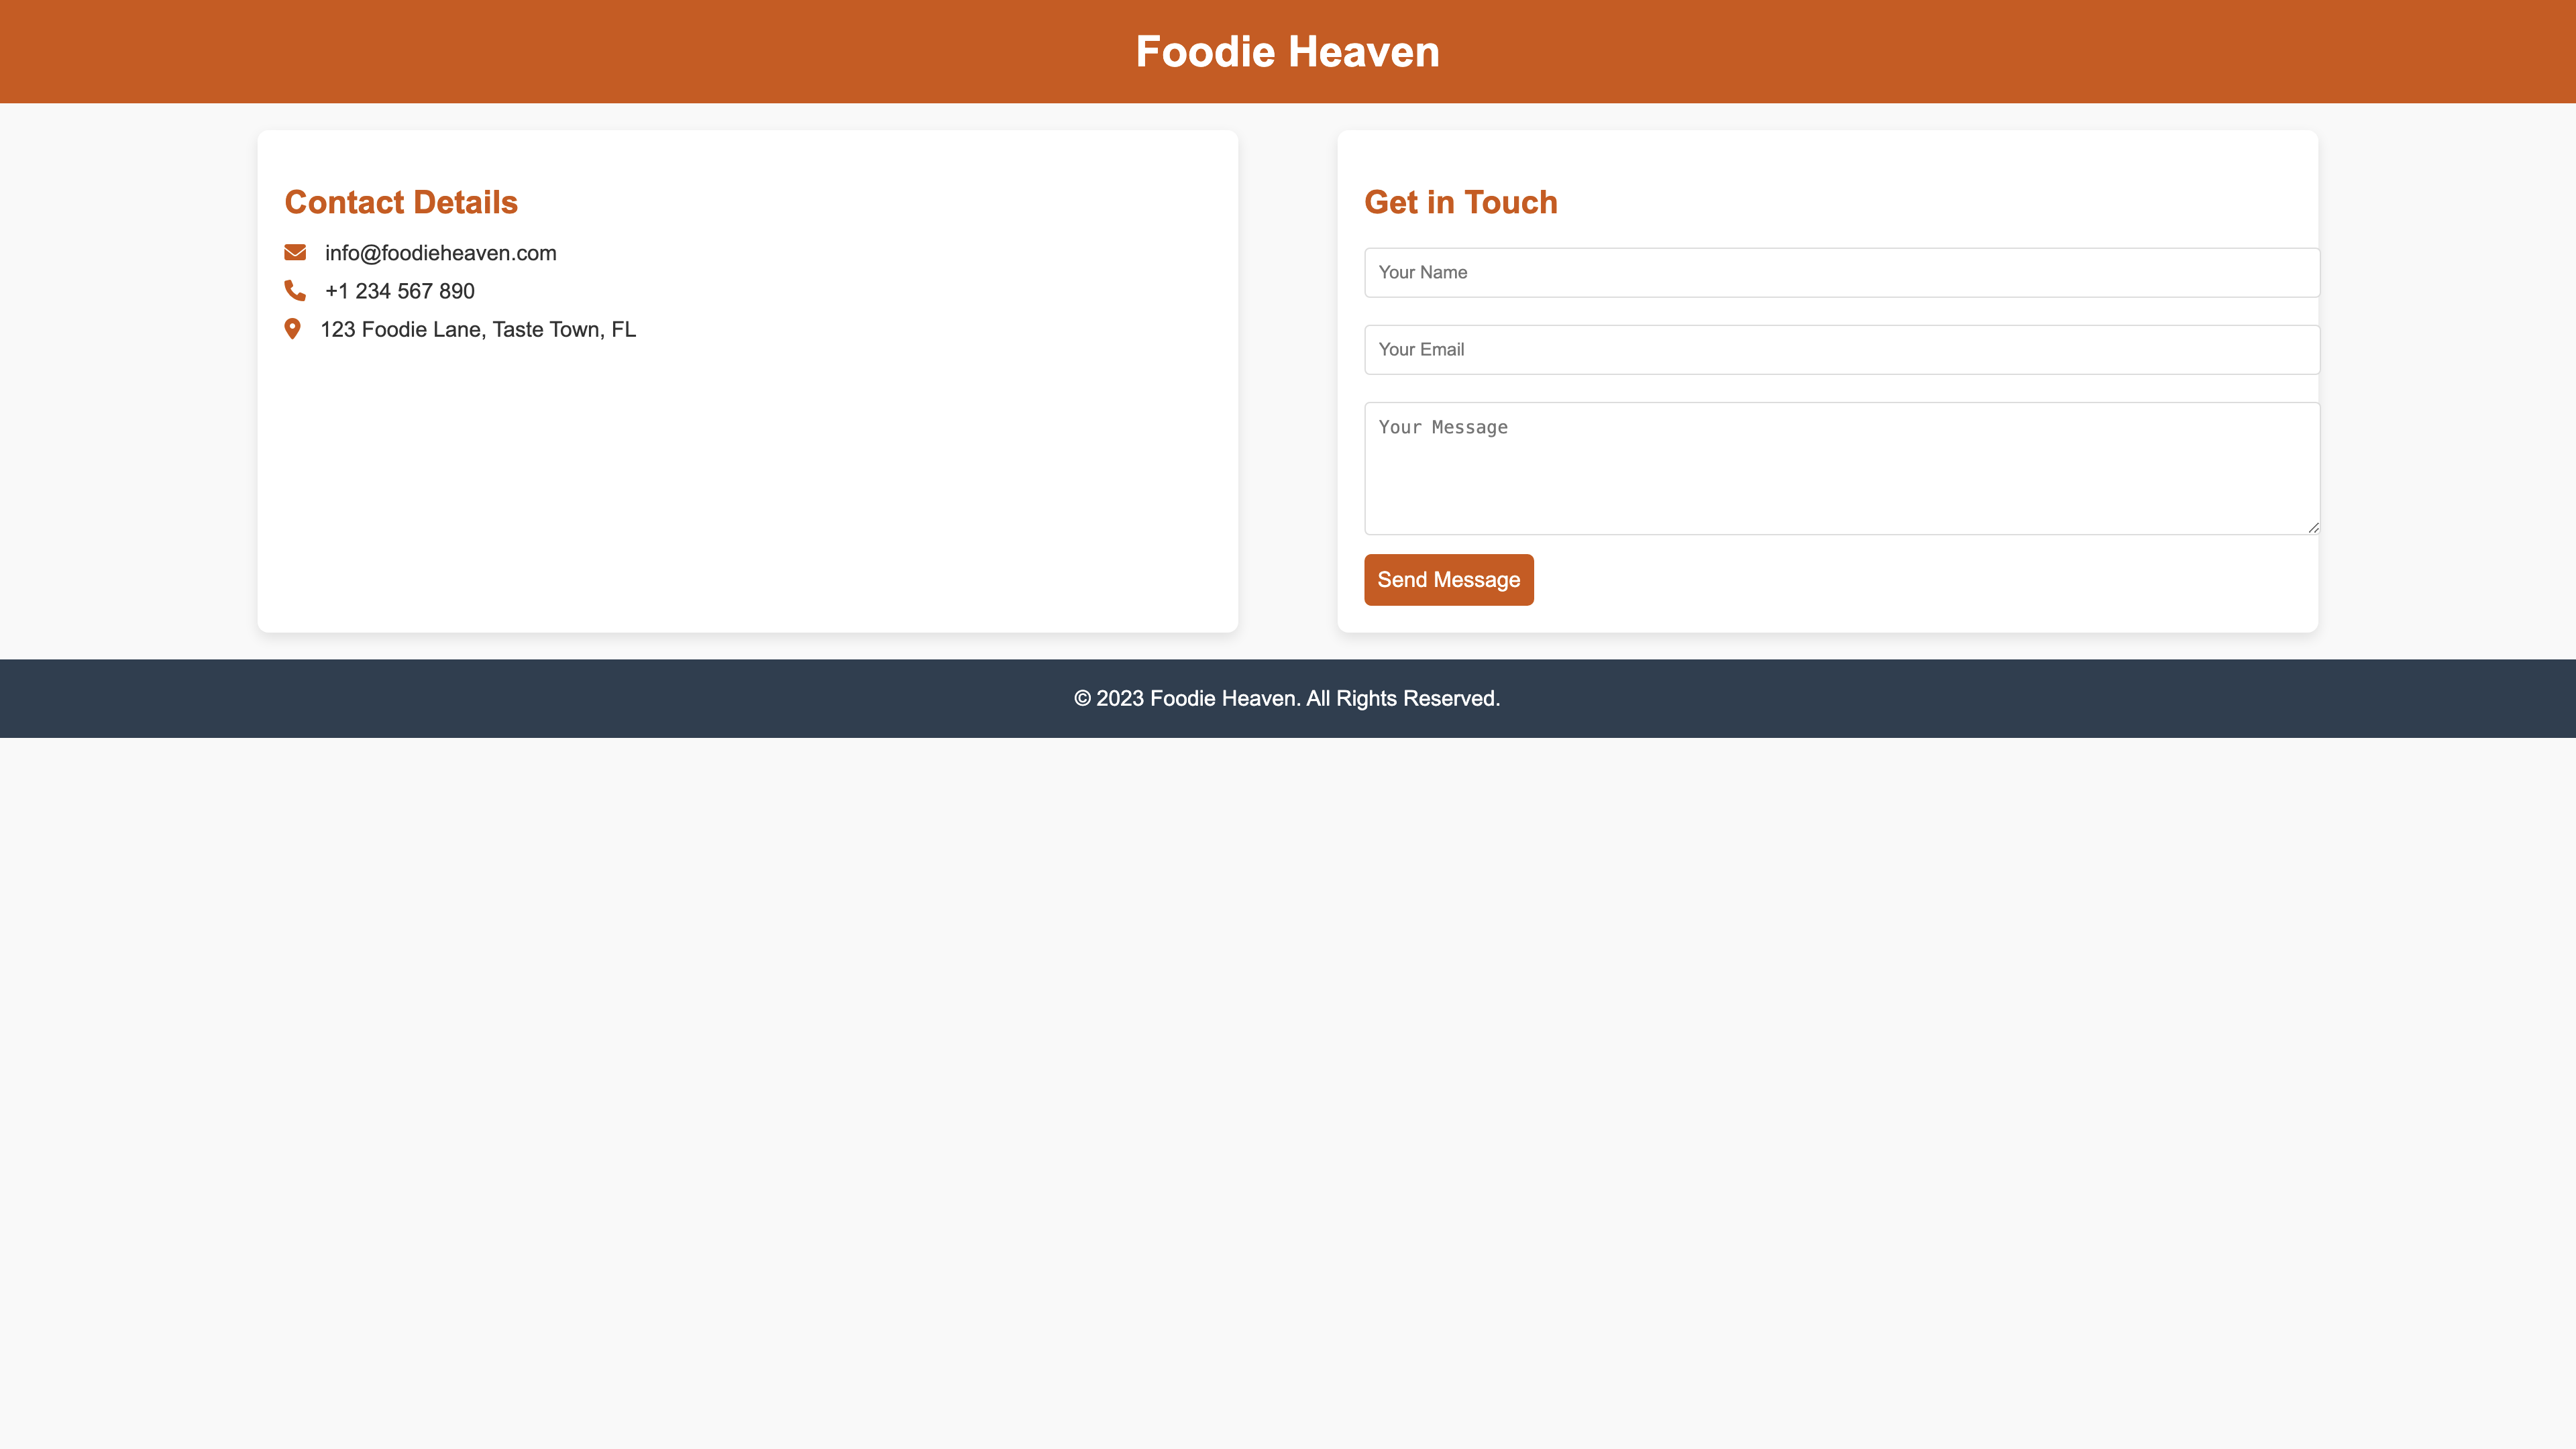 Foodie Heaven
Contact Details
info@foodieheaven.com
+1 234 567 890
123 Foodie Lane, Taste Town, FL
Get in Touch
Your Name
Your Email
Your Message
Send Message
© 2023 Foodie Heaven. All Rights Reserved.